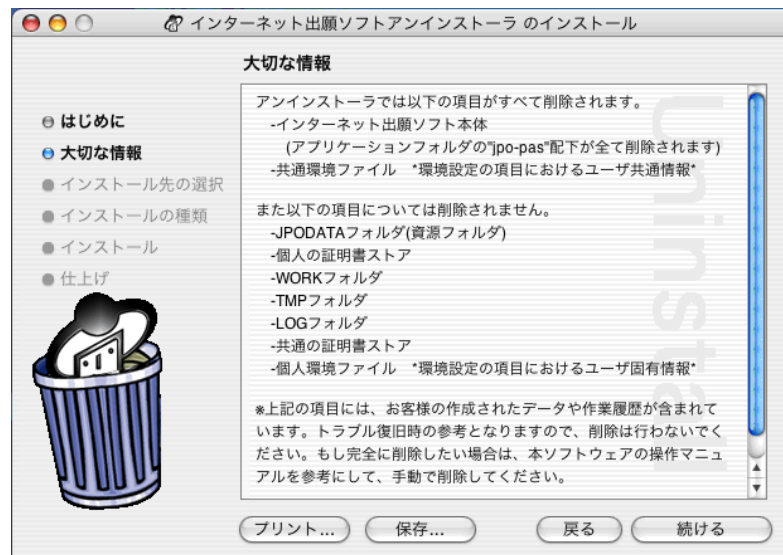 インターネット出願ソフトアンインストーラ のインストール
大切な情報
はじめに
大切な情報
インストール先の選択
インストールの種類
インストール
仕上げ
アンインストーラでは以下の項目がすべて削除されます。
-インターネット出願ソフト本体
(アプリケーションフォルダの"jpo-pas"配下が全て削除されます)
-共通環境ファイル *環境設定の項目におけるユーザ共通情報*
また以下の項目については削除されません。
-JPODATAフォルダ(資源フォルダ)
-個人の証明書ストア
-WORKフォルダ
-TMPフォルダ
-LOGフォルダ
-共通の証明書ストア
-個人環境ファイル *環境設定の項目におけるユーザ固有情報*
※上記の項目には、お客様の作成されたデータや作業履歴が含まれて
います。トラブル復旧時の参考となりますので、削除は行わないでく
ださい。もし完全に削除したい場合は、本ソフトウェアの操作マニュ
アルを参考にして、手動で削除してください。
Uninstall
プリント...
保存...
戻る
続ける